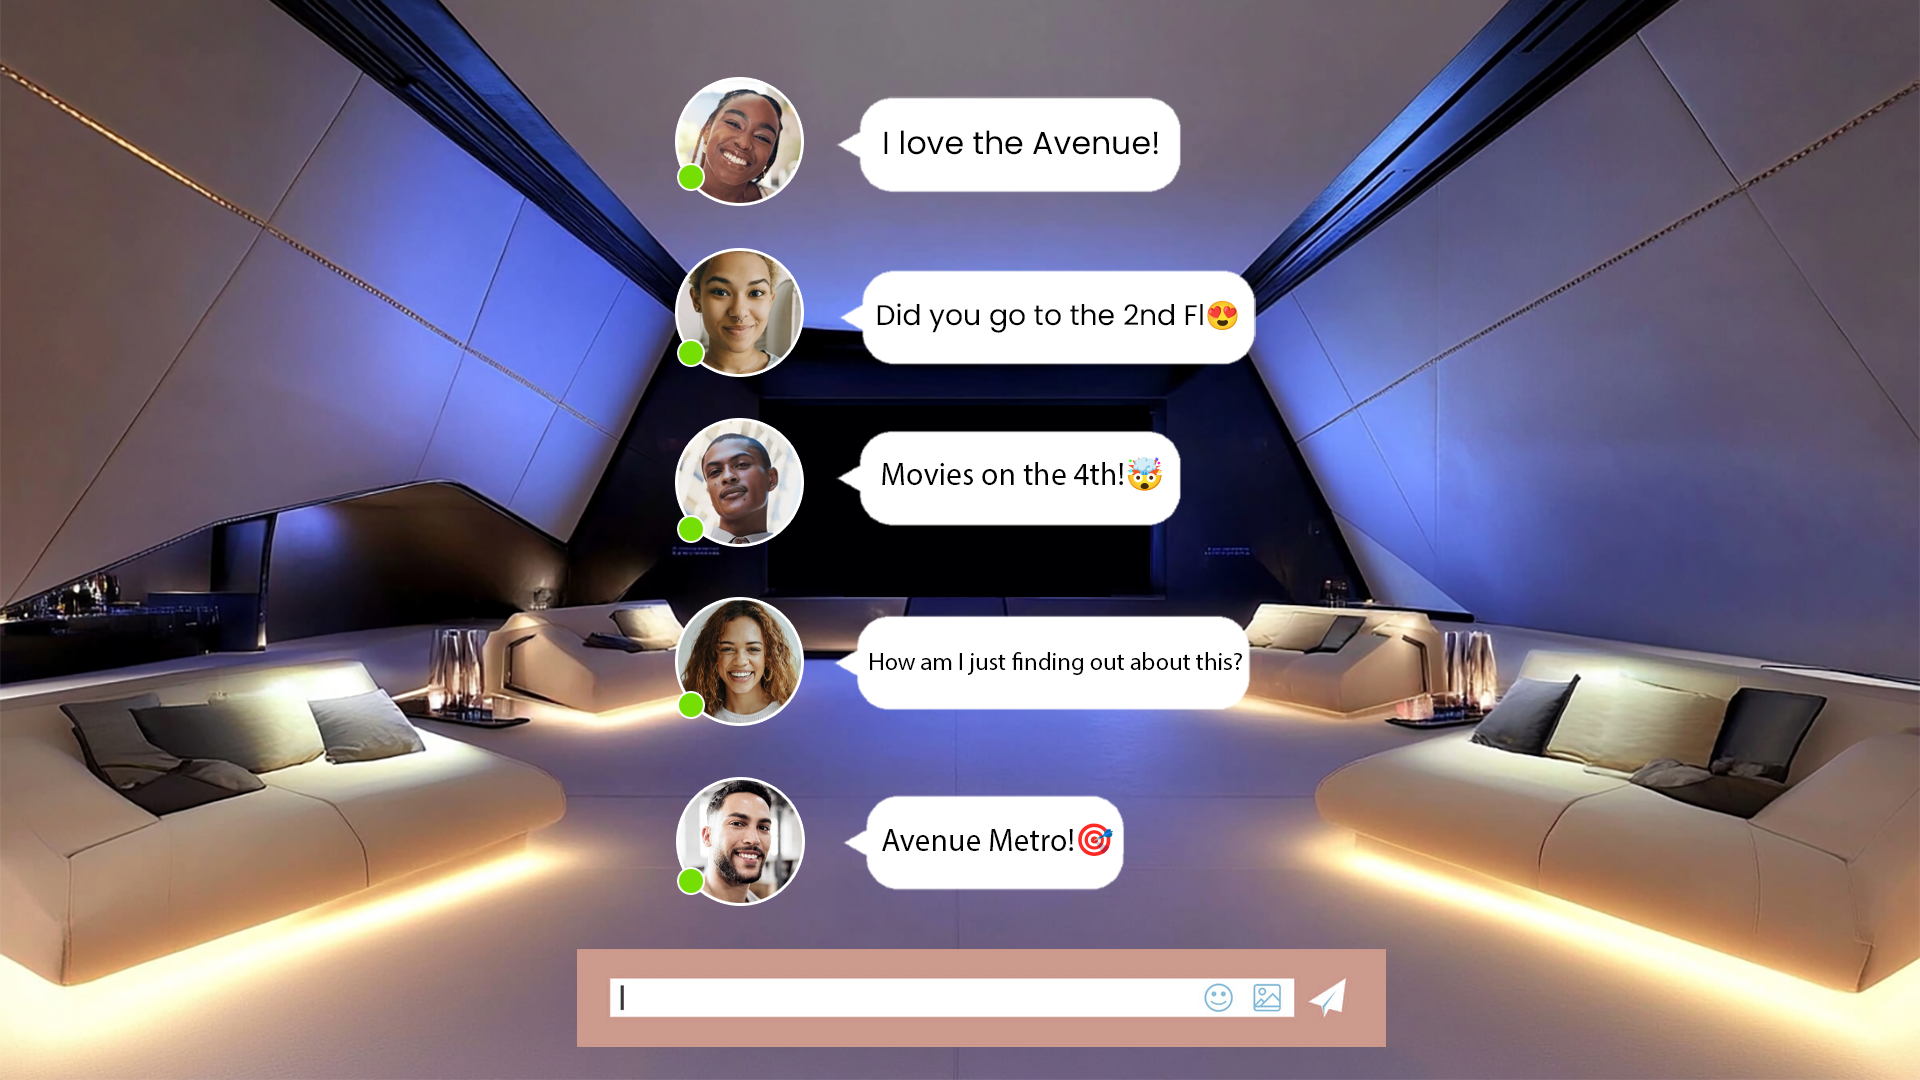 I love the Avenue!
Did you go to the 2nd Fl😍
Movies on the 4th!🤯
How am I just finding out about this?
Avenue Metro!🎯